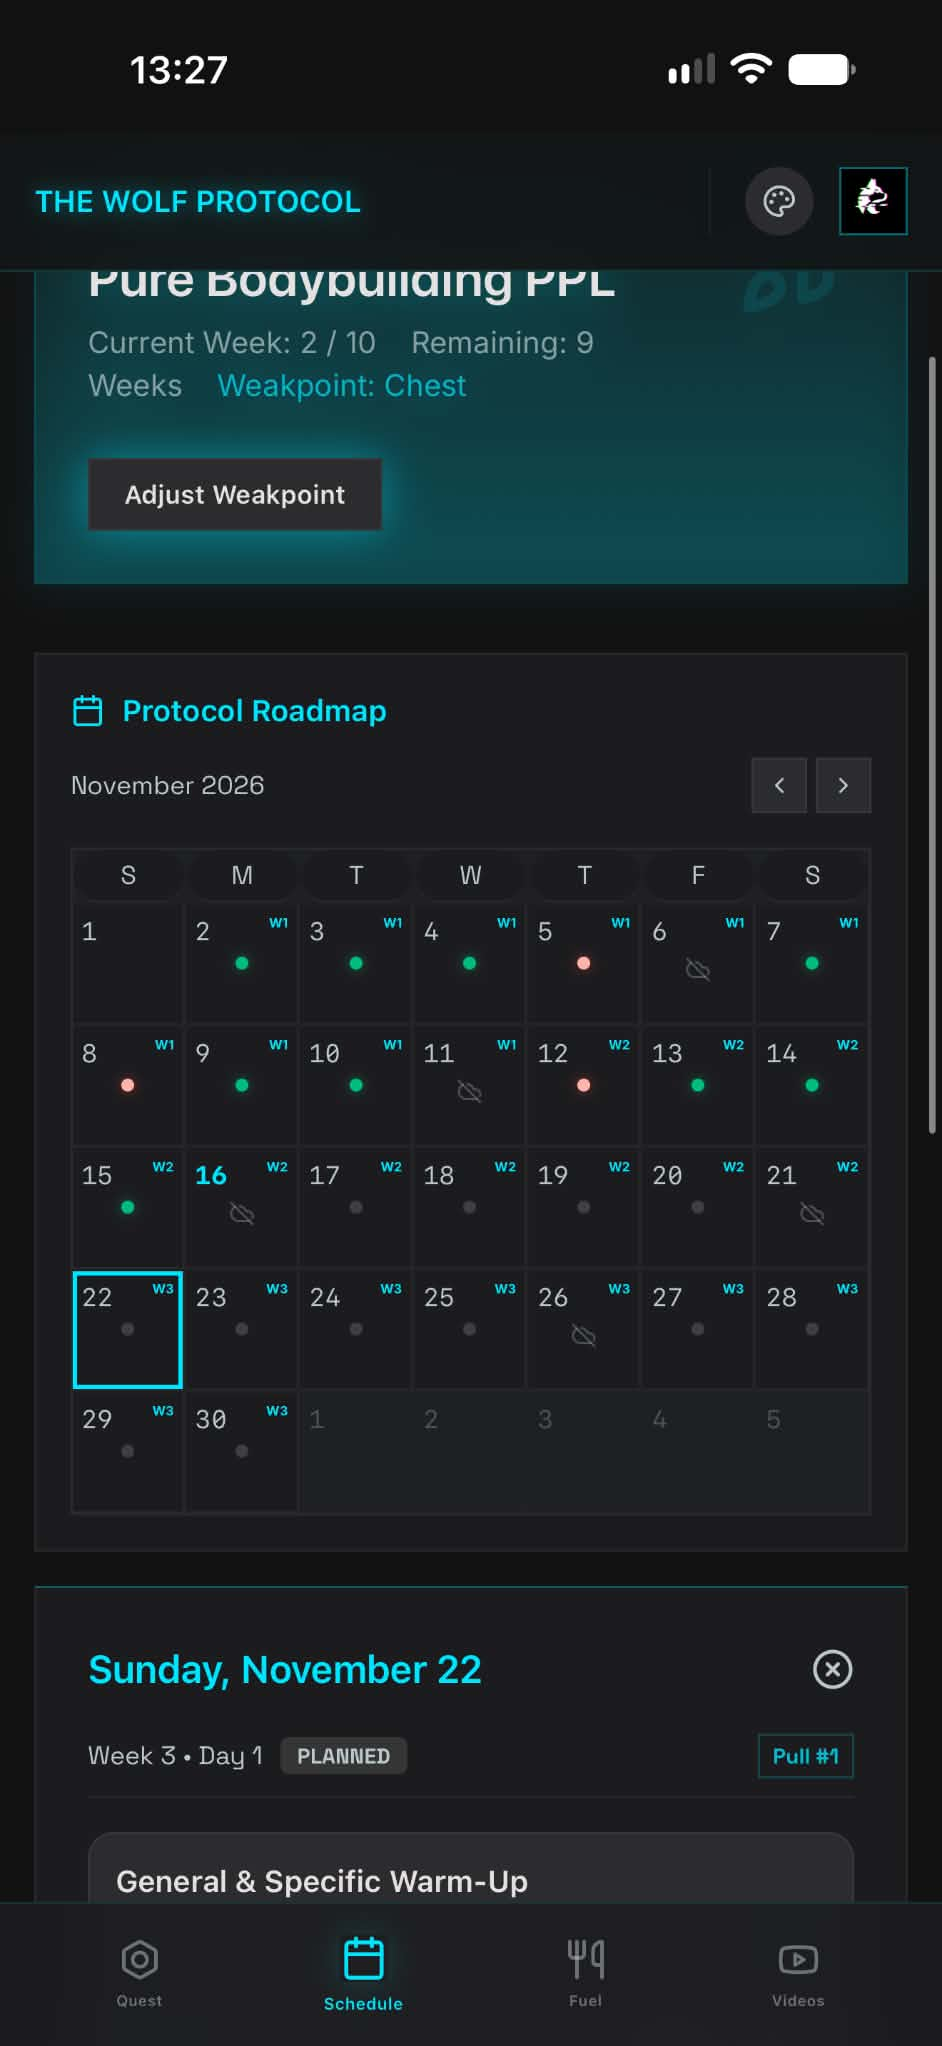 13:27
THE WOLF PROTOCOL
Pure Bodybuilding PPL
Current Week: 2 / 10 Remaining: 9
Weeks Weakpoint: Chest
Adjust Weakpoint
Protocol Roadmap
November 2026
S M T W T F S
1 2 W1 3 W1 4 W1 5 W1 6 W1 7 W1
8 W1 9 W1 10 W1 11 W1 12 W2 13 W2 14 W2
15 W2 16 W2 17 W2 18 W2 19 W2 20 W2 21 W2
22 W3 23 W3 24 W3 25 W3 26 W3 27 W3 28 W3
29 W3 30 W3 1 2 3 4 5
Sunday, November 22
Week 3 • Day 1 PLANNED Pull #1
General & Specific Warm-Up
Quest Schedule Fuel Videos